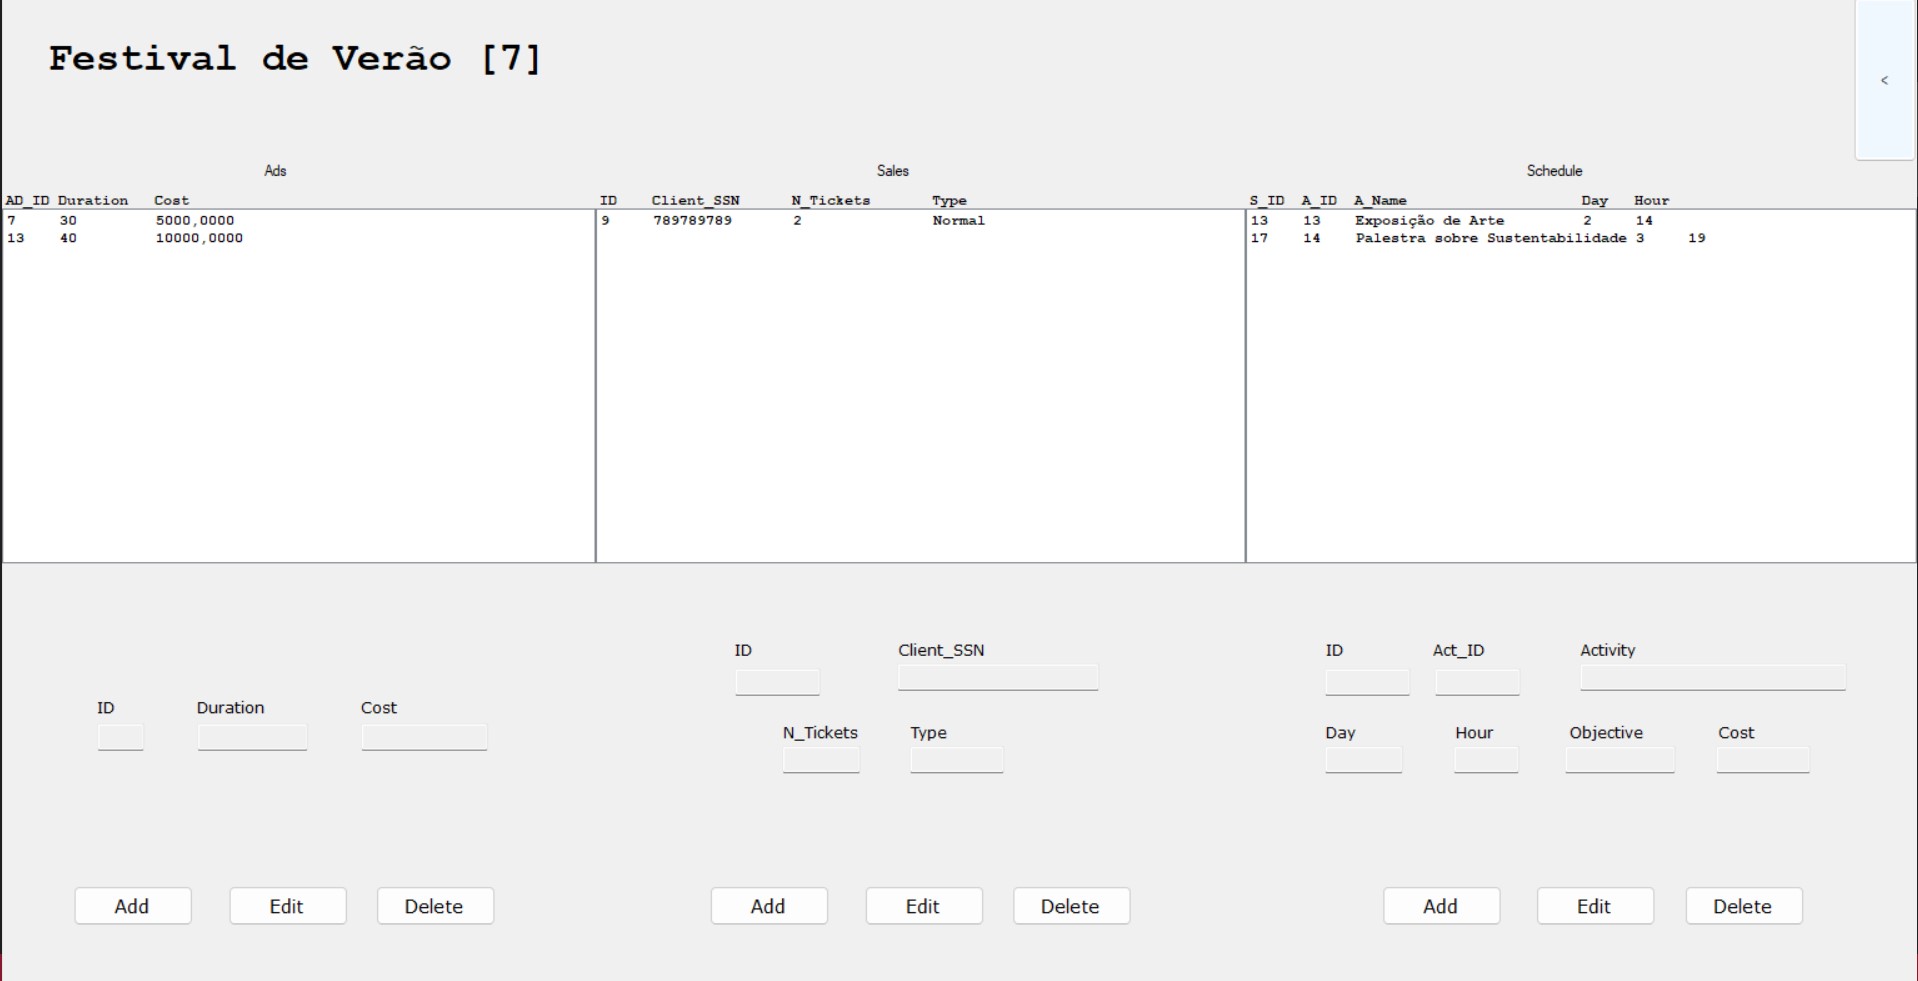 Festival de Verão [7]
<
Ads Sales Schedule
AD_ID Duration Cost ID Client_SSN N_Tickets Type S_ID A_ID A_Name Day Hour
7 30 5000,0000 9 789789789 2 Normal 13 13 Exposição de Arte 2 14
13 40 10000,0000 17 14 Palestra sobre Sustentabilidade 3 19
ID Client_SSN ID Act_ID Activity
ID Duration Cost
N_Tickets Type Day Hour Objective Cost
Add Edit Delete Add Edit Delete Add Edit Delete